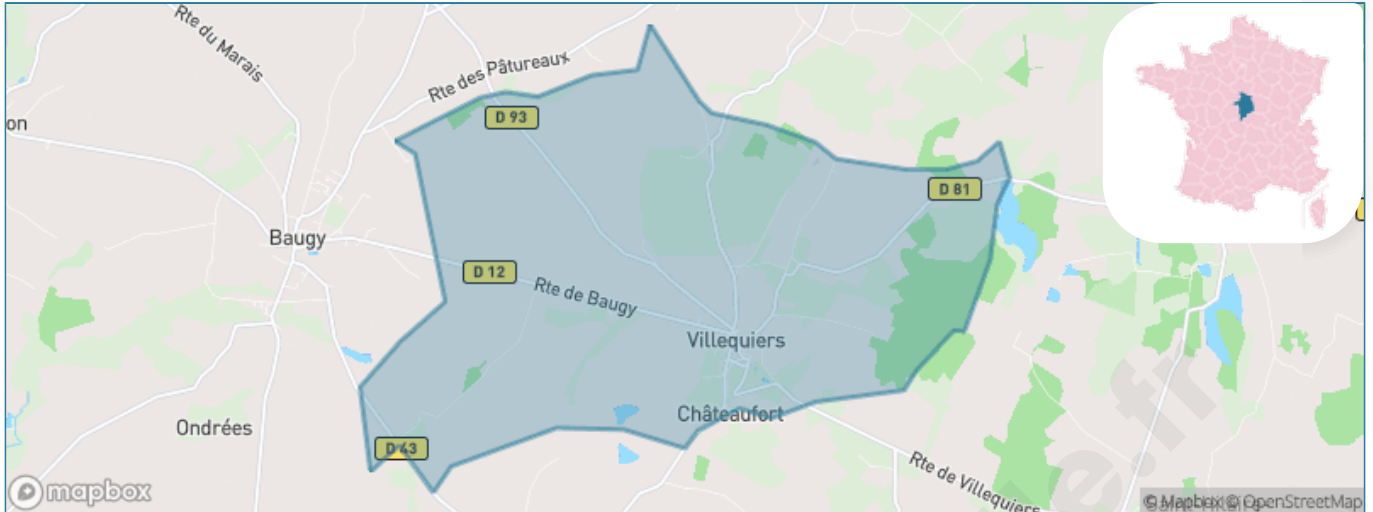 Rte du Marais
Rte des Pâtureaux
on
D 93
D 81
Baugy
D 12
Rte de Baugy
Villequiers
Châteaufort
Ondrées
D 43
Rte de Villequiers
mapbox
© Mapbox © OpenStreetMap